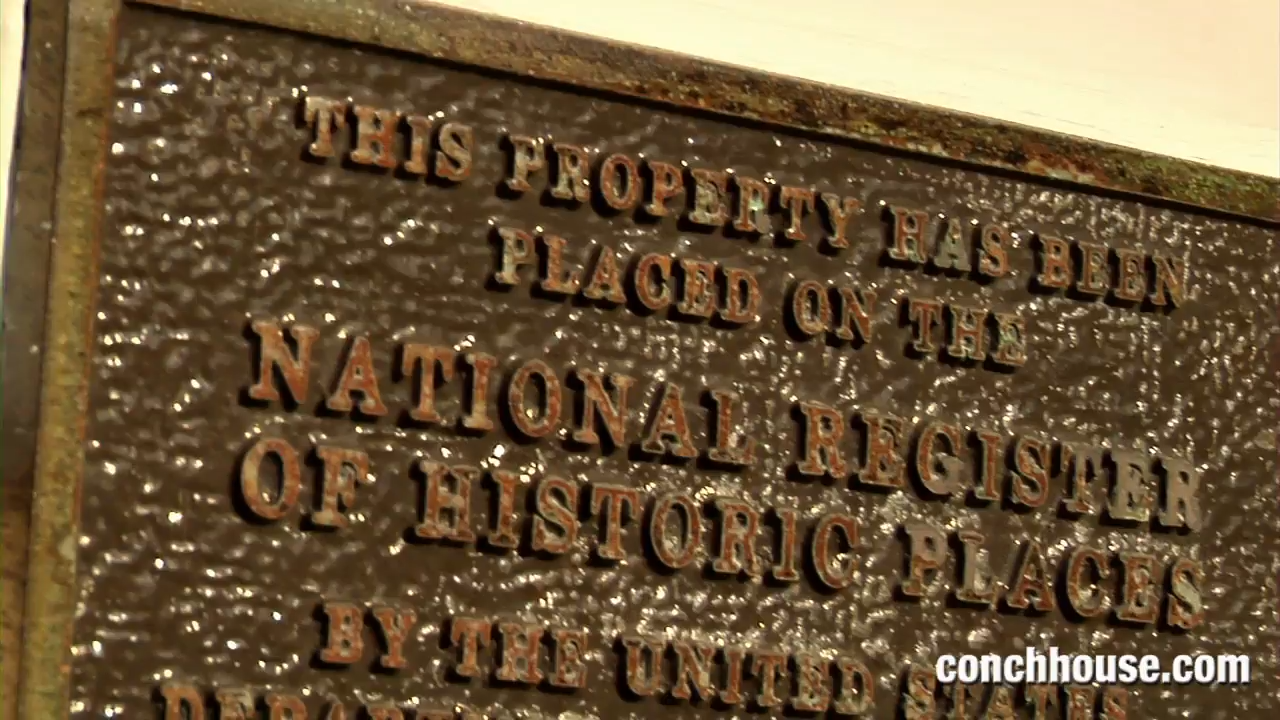 THIS PROPERTY HAS BEEN
PLACED ON THE
NATIONAL REGISTER
OF HISTORIC PLACES
BY THE UNITED STATES
conchhouse.com